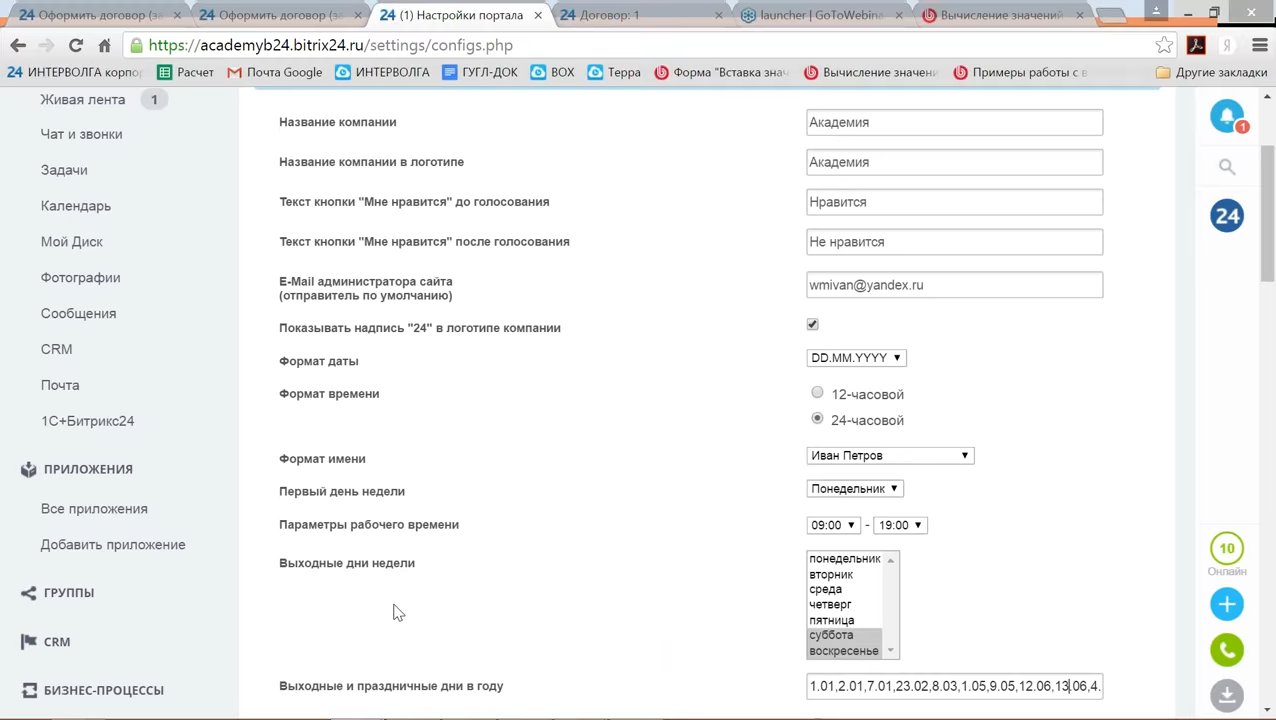 24 Оформить договор (за
24 Оформить договор (за
24 (1) Настройки портала
24 Договор: 1
launcher | GoToWebina
Вычисление значений
https://academyb24.bitrix24.ru/settings/configs.php
Я
24 ИНТЕРВОЛГА корпор
Расчет
Почта Google
ИНТЕРВОЛГА
ГУГЛ-ДОК
ВОХ
Терра
Форма "Вставка знач
Вычисление значени
Примеры работы с в
Другие закладки
Живая лента 1
Чат и звонки
Задачи
Календарь
Мой Диск
Фотографии
Сообщения
CRM
Почта
1С+Битрикс24
ПРИЛОЖЕНИЯ
Все приложения
Добавить приложение
ГРУППЫ
CRM
БИЗНЕС-ПРОЦЕССЫ
Название компании
Академия
Название компании в логотипе
Академия
Текст кнопки "Мне нравится" до голосования
Нравится
Текст кнопки "Мне нравится" после голосования
Не нравится
E-Mail администратора сайта
(отправитель по умолчанию)
wmivan@yandex.ru
Показывать надпись "24" в логотипе компании
Формат даты
DD.MM.YYYY
Формат времени
12-часовой
24-часовой
Формат имени
Иван Петров
Первый день недели
Понедельник
Параметры рабочего времени
09:00 - 19:00
Выходные дни недели
понедельник
вторник
среда
четверг
пятница
суббота
воскресенье
Выходные и праздничные дни в году
1.01,2.01,7.01,23.02,8.03,1.05,9.05,12.06,13.06,4.
1
24
10
Онлайн